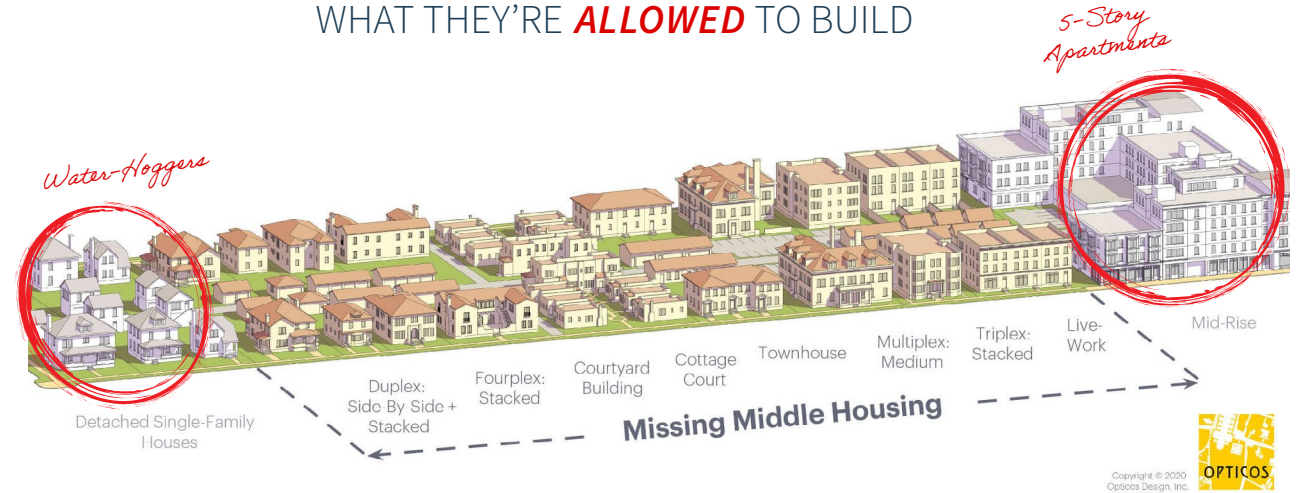 WHAT THEY'RE ALLOWED TO BUILD
5-Story
Apartments
Water-Hoggers
Detached Single-Family
Houses
Duplex:
Side By Side +
Stacked
Fourplex:
Stacked
Courtyard
Building
Cottage
Court
Townhouse
Multiplex:
Medium
Triplex:
Stacked
Live-
Work
Mid-Rise
Missing Middle Housing
Copyright © 2020
Opticos Design, Inc.
OPTICOS